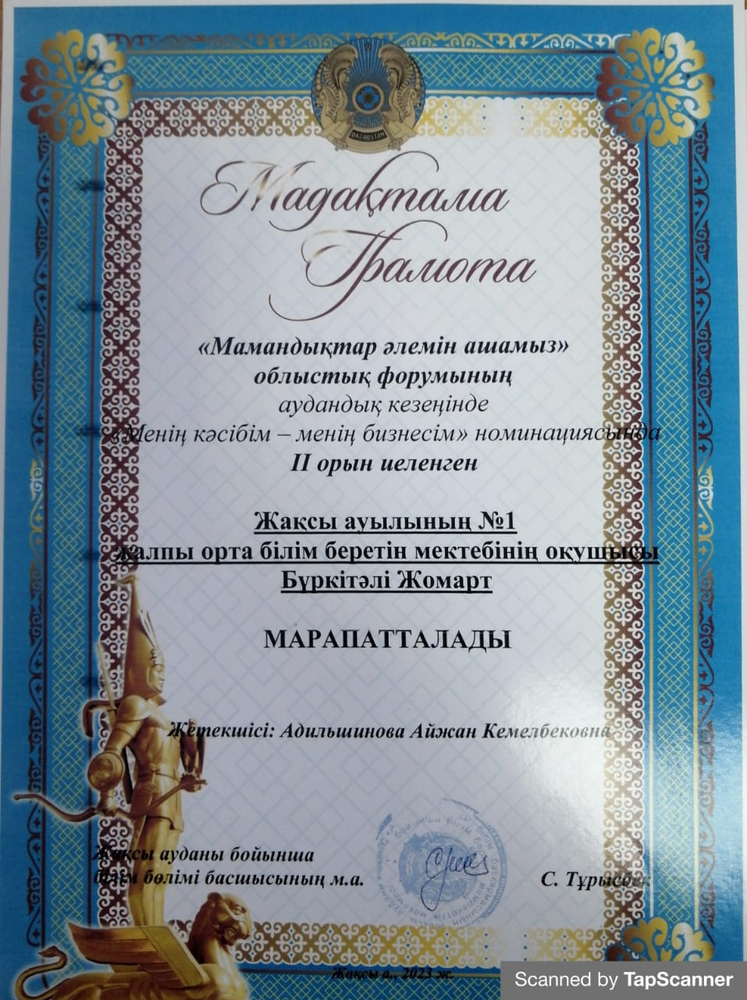 QAZAQSTAN
Мадақтама
Грамота
«Мамандықтар әлемін ашамыз»
облыстық форумының
аудандық кезеңінде
«Менің кәсібім – менің бизнесім» номинациясында
II орын иеленген
Жақсы ауылының №1
жалпы орта білім беретін мектебінің оқушысы
Бүркітәлі Жомарт
МАРАПАТТАЛАДЫ
Жетекшісі: Адильшинова Айжан Кемелбековна
Жақсы ауданы бойынша
білім бөлімі басшысының м.а.
С. Тұрысбек
Жақсы а., 2023 ж.
Scanned by TapScanner